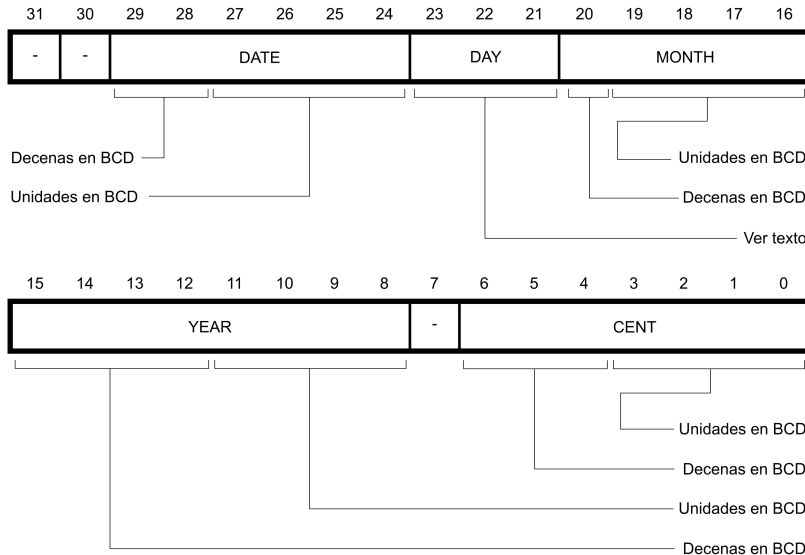 31 30 29 28 27 26 25 24 23 22 21 20 19 18 17 16
- - DATE DAY MONTH
Decenas en BCD
Unidades en BCD
Unidades en BCD
Decenas en BCD
Ver texto
15 14 13 12 11 10 9 8 7 6 5 4 3 2 1 0
YEAR - CENT
Unidades en BCD
Decenas en BCD
Unidades en BCD
Decenas en BCD